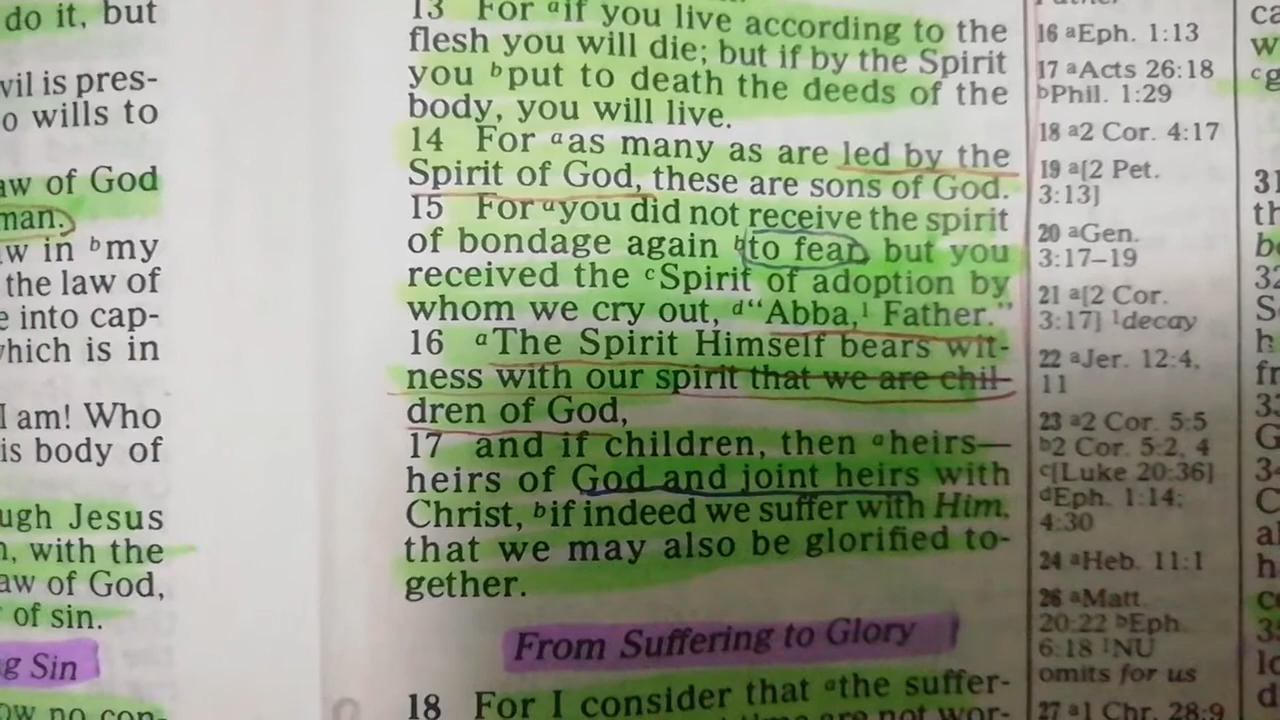 do it, but
vil is pres-
o wills to
aw of God
man.)
w in ᵇmy
the law of
e into cap-
which is in
I am! Who
is body of
ugh Jesus
, with the
aw of God,
of sin.
g Sin
ow no con-
13 For ᵃif you live according to the
flesh you will die; but if by the Spirit
you ᵇput to death the deeds of the
body, you will live.
14 For ᵃas many as are led by the
Spirit of God, these are sons of God.
15 For ᵃyou did not receive the spirit
of bondage again ᵇto fear, but you
received the ᶜSpirit of adoption by
whom we cry out, ᵈ“Abba,¹ Father.”
16 ᵃThe Spirit Himself bears wit-
ness with our spirit that we are chil-
dren of God,
17 and if children, then ᵃheirs—
heirs of God and joint heirs with
Christ, ᵇif indeed we suffer with Him,
that we may also be glorified to-
gether.
From Suffering to Glory
18 For I consider that ᵃthe suffer-
are not wor-
16 ᵃEph. 1:13
17 ᵃActs 26:18
ᵇPhil. 1:29
18 ᵃ2 Cor. 4:17
19 ᵃ[2 Pet.
3:13]
20 ᵃGen.
3:17–19
21 ᵃ[2 Cor.
3:17] ¹decay
22 ᵃJer. 12:4,
11
23 ᵃ2 Cor. 5:5
ᵇ2 Cor. 5:2, 4
ᶜ[Luke 20:36]
ᵈEph. 1:14;
4:30
24 ᵃHeb. 11:1
26 ᵃMatt.
20:22 ᵇEph.
6:18 ¹NU
omits for us
27 ᵃ1 Chr. 28:9